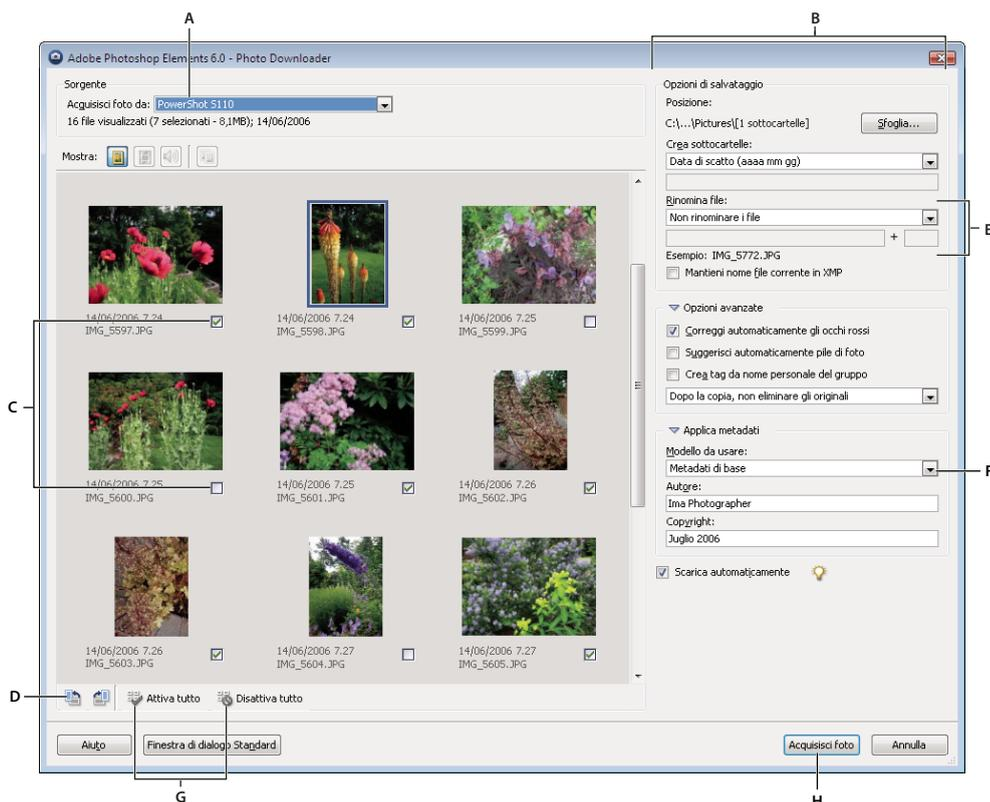 A
B
Adobe Photoshop Elements 6.0 - Photo Downloader
Sorgente
Acquisisci foto da: PowerShot S110
16 file visualizzati (7 selezionati - 8,1MB); 14/06/2006
Mostra:
14/06/2006 7.24
IMG_5597.JPG
14/06/2006 7.24
IMG_5598.JPG
14/06/2006 7.25
IMG_5599.JPG
C
14/06/2006 7.25
IMG_5600.JPG
14/06/2006 7.25
IMG_5601.JPG
14/06/2006 7.26
IMG_5602.JPG
14/06/2006 7.26
IMG_5603.JPG
14/06/2006 7.27
IMG_5604.JPG
14/06/2006 7.27
IMG_5605.JPG
D
Attiva tutto
Disattiva tutto
Opzioni di salvataggio
Posizione:
C:\...\Pictures\[1 sottocartelle]
Sfoglia...
Crea sottocartelle:
Data di scatto (aaaa mm gg)
Rinomina file:
Non rinominare i file
+
Esempio: IMG_5772.JPG
Mantieni nome file corrente in XMP
Opzioni avanzate
Correggi automaticamente gli occhi rossi
Suggerisci automaticamente pile di foto
Crea tag da nome personale del gruppo
Dopo la copia, non eliminare gli originali
Applica metadati
Modello da usare:
Metadati di base
Autore:
Ima Photographer
Copyright:
Juglio 2006
Scarica automaticamente
Aiuto
Finestra di dialogo Standard
Acquisisci foto
Annulla
G
H